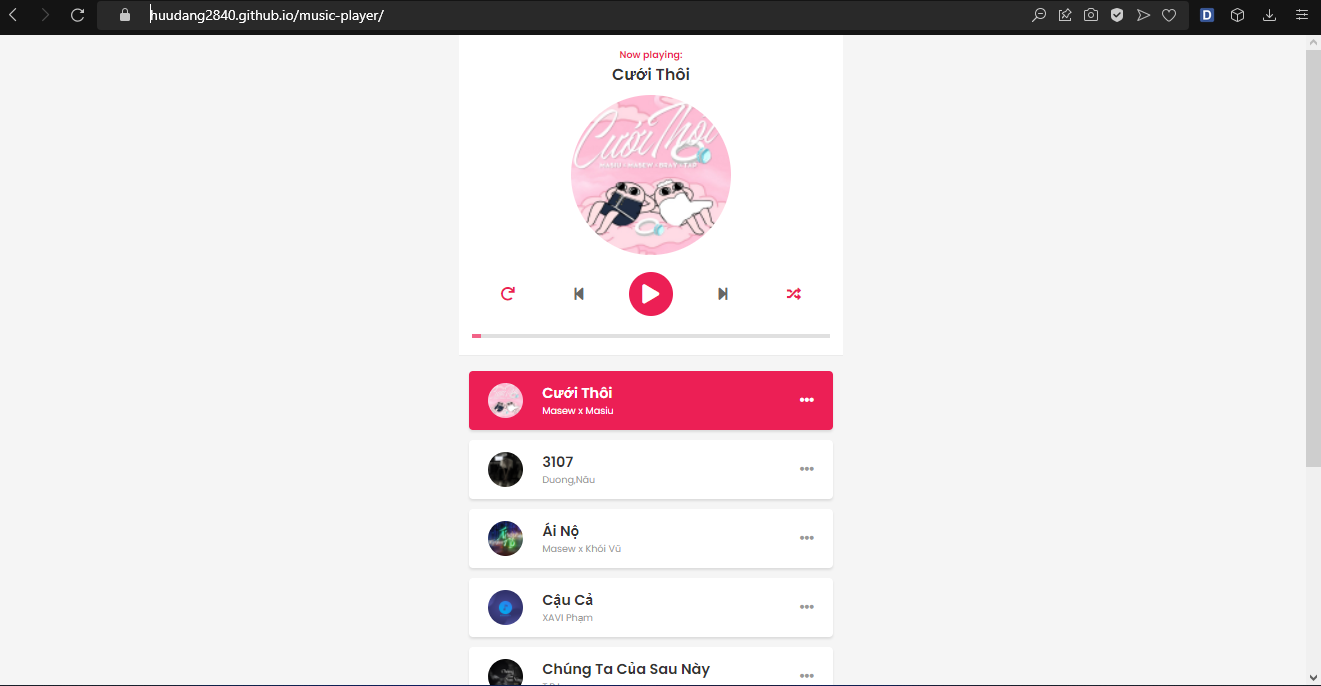 huudang2840.github.io/music-player/
D
Now playing:
Cưới Thôi
Cưới Thôi
MASIU X MASEW X BRAY X TAP
Cưới Thôi
Masew x Masiu
3107
Duong,Nâu
Ái Nộ
Masew x Khôi Vũ
Cậu Cả
XAVI Phạm
Chúng Ta Của Sau Này